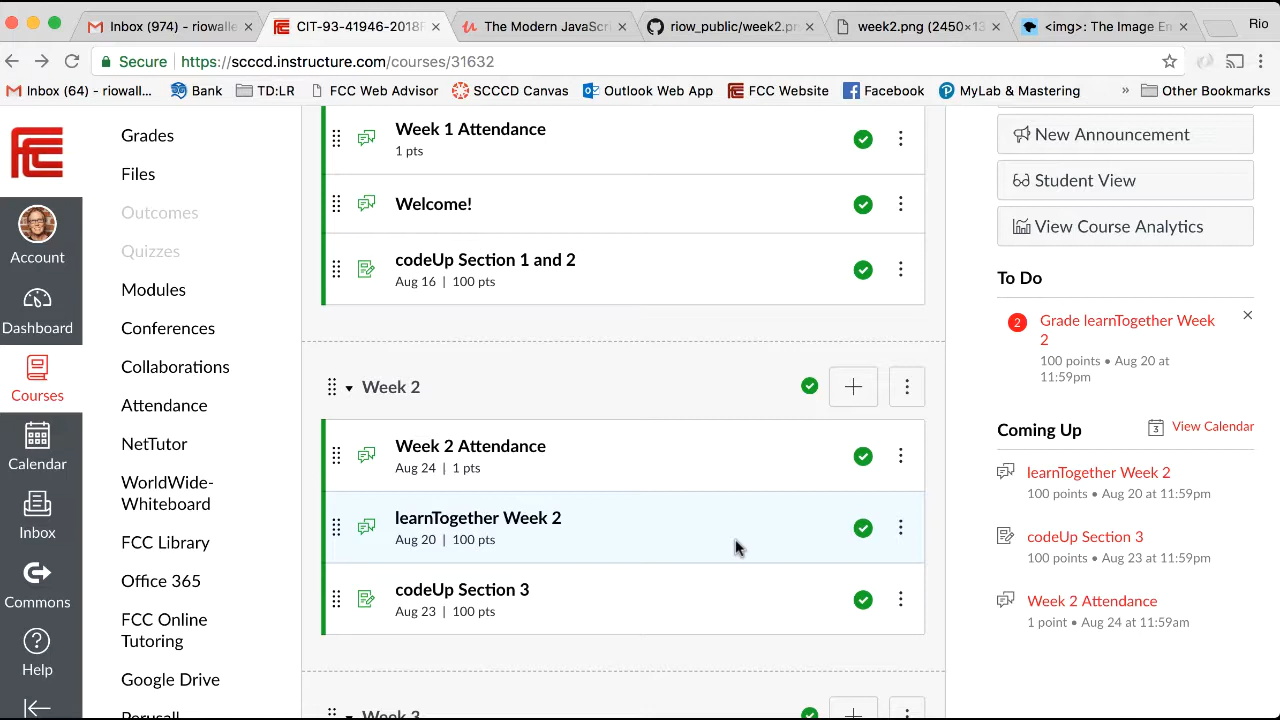 Inbox (974) - riowalle
CIT-93-41946-2018F
The Modern JavaScri
riow_public/week2.pn
week2.png (2450×13
<img>: The Image Em
Rio
Secure
https://scccd.instructure.com/courses/31632
Inbox (64) - riowall...
Bank
TD:LR
FCC Web Advisor
SCCCD Canvas
Outlook Web App
FCC Website
Facebook
MyLab & Mastering
»
Other Bookmarks
FCC
Account
Dashboard
Courses
Calendar
Inbox
Commons
Help
Grades
Files
Outcomes
Quizzes
Modules
Conferences
Collaborations
Attendance
NetTutor
WorldWide-
Whiteboard
FCC Library
Office 365
FCC Online
Tutoring
Google Drive
Perusall
Week 1 Attendance
1 pts
Welcome!
codeUp Section 1 and 2
Aug 16 | 100 pts
Week 2
Week 2 Attendance
Aug 24 | 1 pts
learnTogether Week 2
Aug 20 | 100 pts
codeUp Section 3
Aug 23 | 100 pts
Week 3
New Announcement
Student View
View Course Analytics
To Do
2
Grade learnTogether Week
2
100 points • Aug 20 at
11:59pm
Coming Up
3
View Calendar
learnTogether Week 2
100 points • Aug 20 at 11:59pm
codeUp Section 3
100 points • Aug 23 at 11:59pm
Week 2 Attendance
1 point • Aug 24 at 11:59am